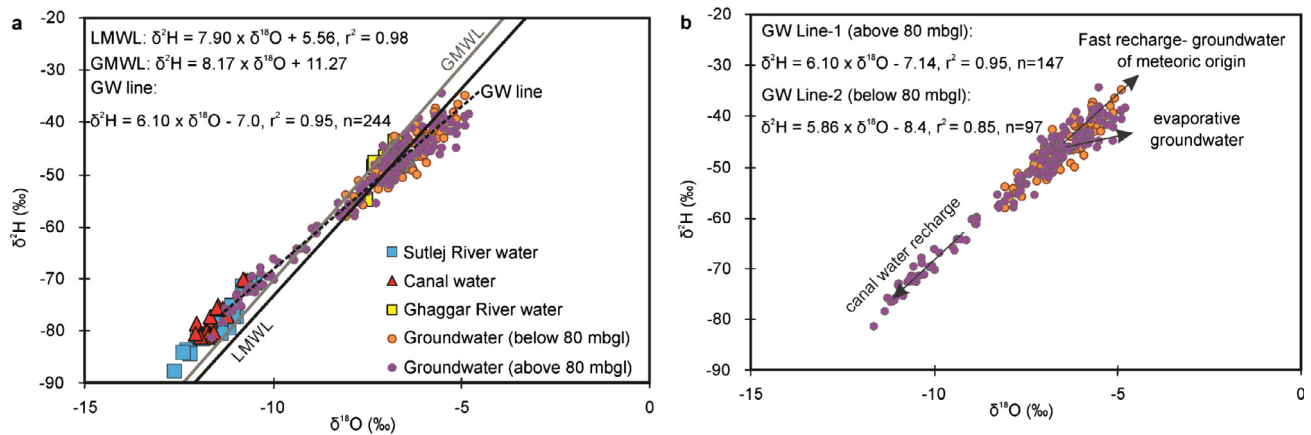 a
LMWL: δ²H = 7.90 x δ¹⁸O + 5.56, r² = 0.98
GMWL: δ²H = 8.17 x δ¹⁸O + 11.27
GW line:
δ²H = 6.10 x δ¹⁸O - 7.0, r² = 0.95, n=244
GMWL
GW line
LMWL
Sutlej River water
Canal water
Ghaggar River water
Groundwater (below 80 mbgl)
Groundwater (above 80 mbgl)
-20
-30
-40
-50
-60
-70
-80
-90
δ²H (‰)
-15
-10
-5
0
δ¹⁸O (‰)
b
GW Line-1 (above 80 mbgl):
δ²H = 6.10 x δ¹⁸O - 7.14, r² = 0.95, n=147
GW Line-2 (below 80 mbgl):
δ²H = 5.86 x δ¹⁸O - 8.4, r² = 0.85, n=97
Fast recharge- groundwater
of meteoric origin
evaporative
groundwater
canal water recharge
-20
-30
-40
-50
-60
-70
-80
-90
δ²H (‰)
-15
-10
-5
0
δ¹⁸O (‰)